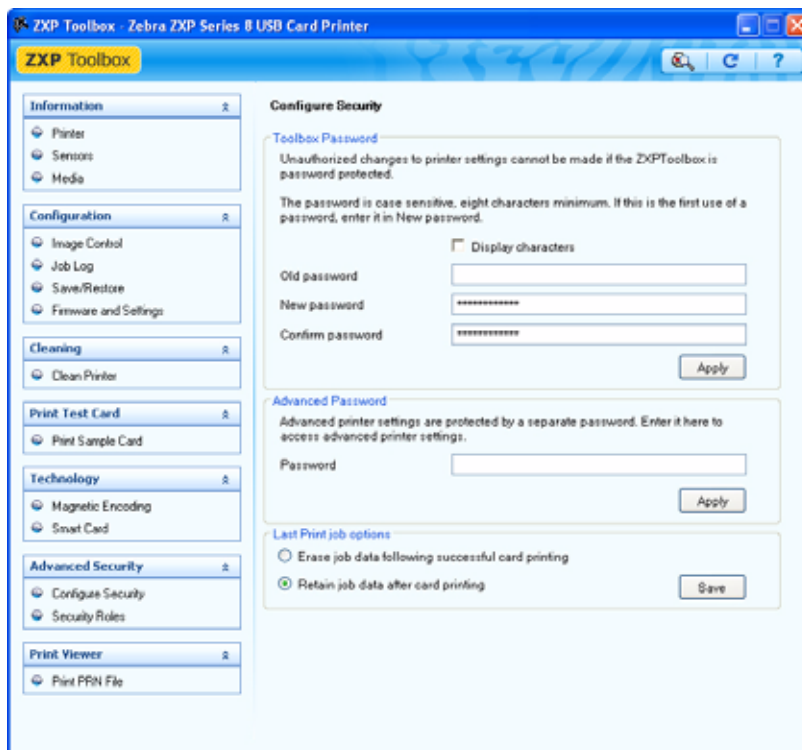 ZXP Toolbox - Zebra ZXP Series 8 USB Card Printer
ZXP Toolbox
?
Information
Printer
Sensors
Media
Configuration
Image Control
Job Log
Save/Restore
Firmware and Settings
Cleaning
Clean Printer
Print Test Card
Print Sample Card
Technology
Magnetic Encoding
Smart Card
Advanced Security
Configure Security
Security Roles
Print Viewer
Print PRN File
Configure Security
Toolbox Password
Unauthorized changes to printer settings cannot be made if the ZXPToolbox is
password protected.
The password is case sensitive, eight characters minimum. If this is the first use of a
password, enter it in New password.
Display characters
Old password
New password
************
Confirm password
************
Apply
Advanced Password
Advanced printer settings are protected by a separate password. Enter it here to
access advanced printer settings.
Password
Apply
Last Print job options
Erase job data following successful card printing
Retain job data after card printing
Save